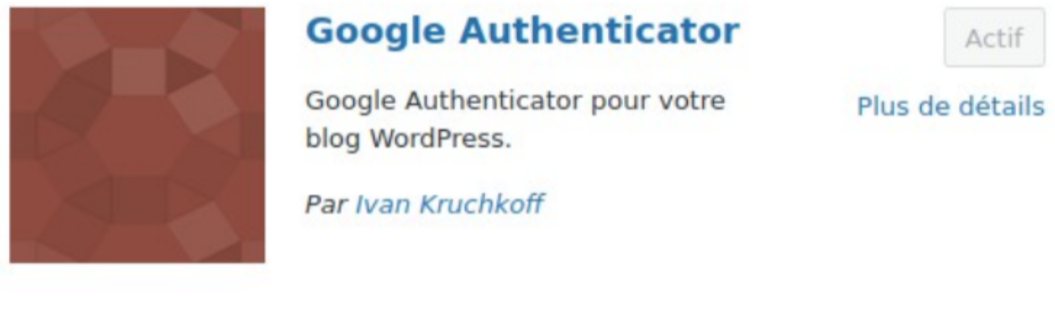 Google Authenticator
Actif
Google Authenticator pour votre
blog WordPress.
Plus de détails
Par Ivan Kruchkoff